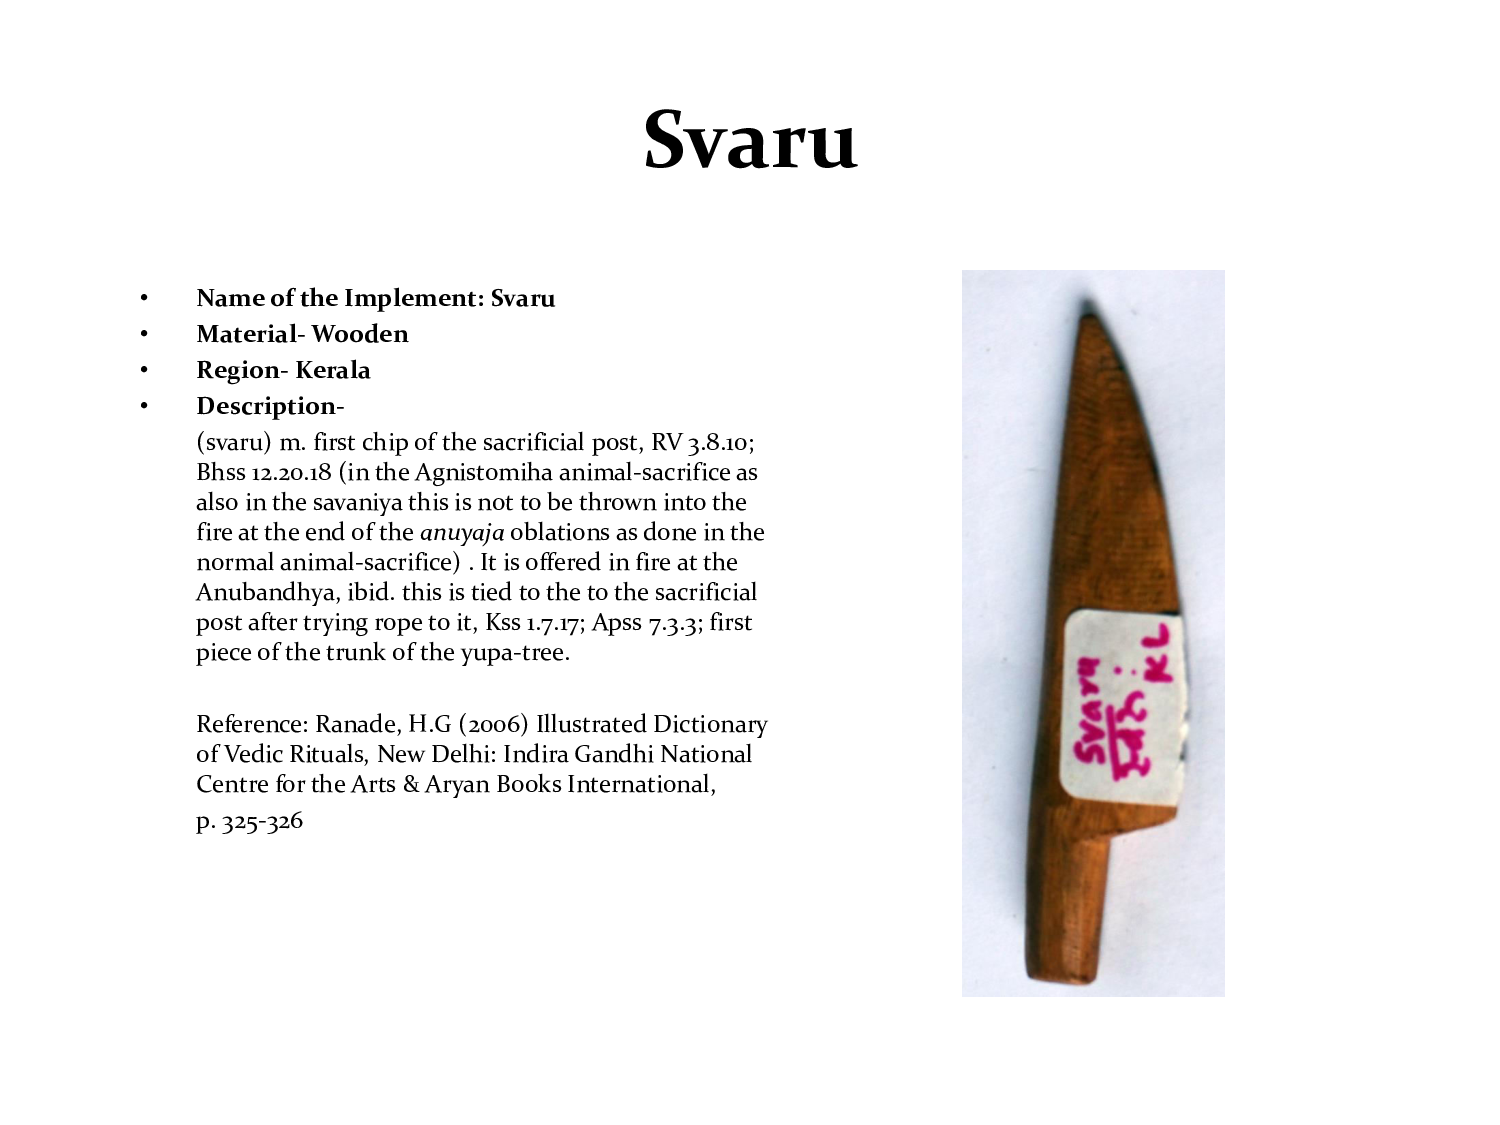 Svaru
• Name of the Implement: Svaru
• Material- Wooden
• Region- Kerala
• Description-
(svaru) m. first chip of the sacrificial post, RV 3.8.10;
Bhss 12.20.18 (in the Agnistomiha animal-sacrifice as
also in the savaniya this is not to be thrown into the
fire at the end of the anuyaja oblations as done in the
normal animal-sacrifice) . It is offered in fire at the
Anubandhya, ibid. this is tied to the to the sacrificial
post after trying rope to it, Kss 1.7.17; Apss 7.3.3; first
piece of the trunk of the yupa-tree.
Reference: Ranade, H.G (2006) Illustrated Dictionary
of Vedic Rituals, New Delhi: Indira Gandhi National
Centre for the Arts & Aryan Books International,
p. 325-326
Svaru
स्वरुः
KL